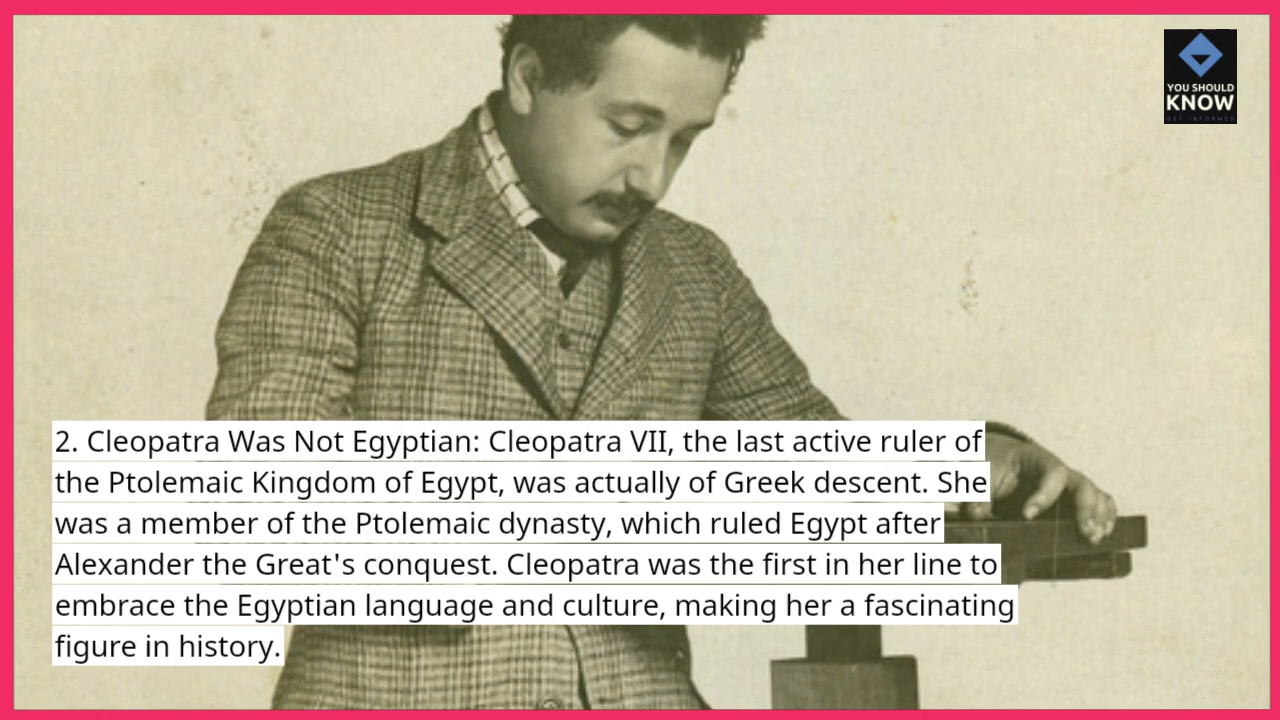 YOU SHOULD
KNOW
GET INFORMED
2. Cleopatra Was Not Egyptian: Cleopatra VII, the last active ruler of
the Ptolemaic Kingdom of Egypt, was actually of Greek descent. She
was a member of the Ptolemaic dynasty, which ruled Egypt after
Alexander the Great's conquest. Cleopatra was the first in her line to
embrace the Egyptian language and culture, making her a fascinating
figure in history.